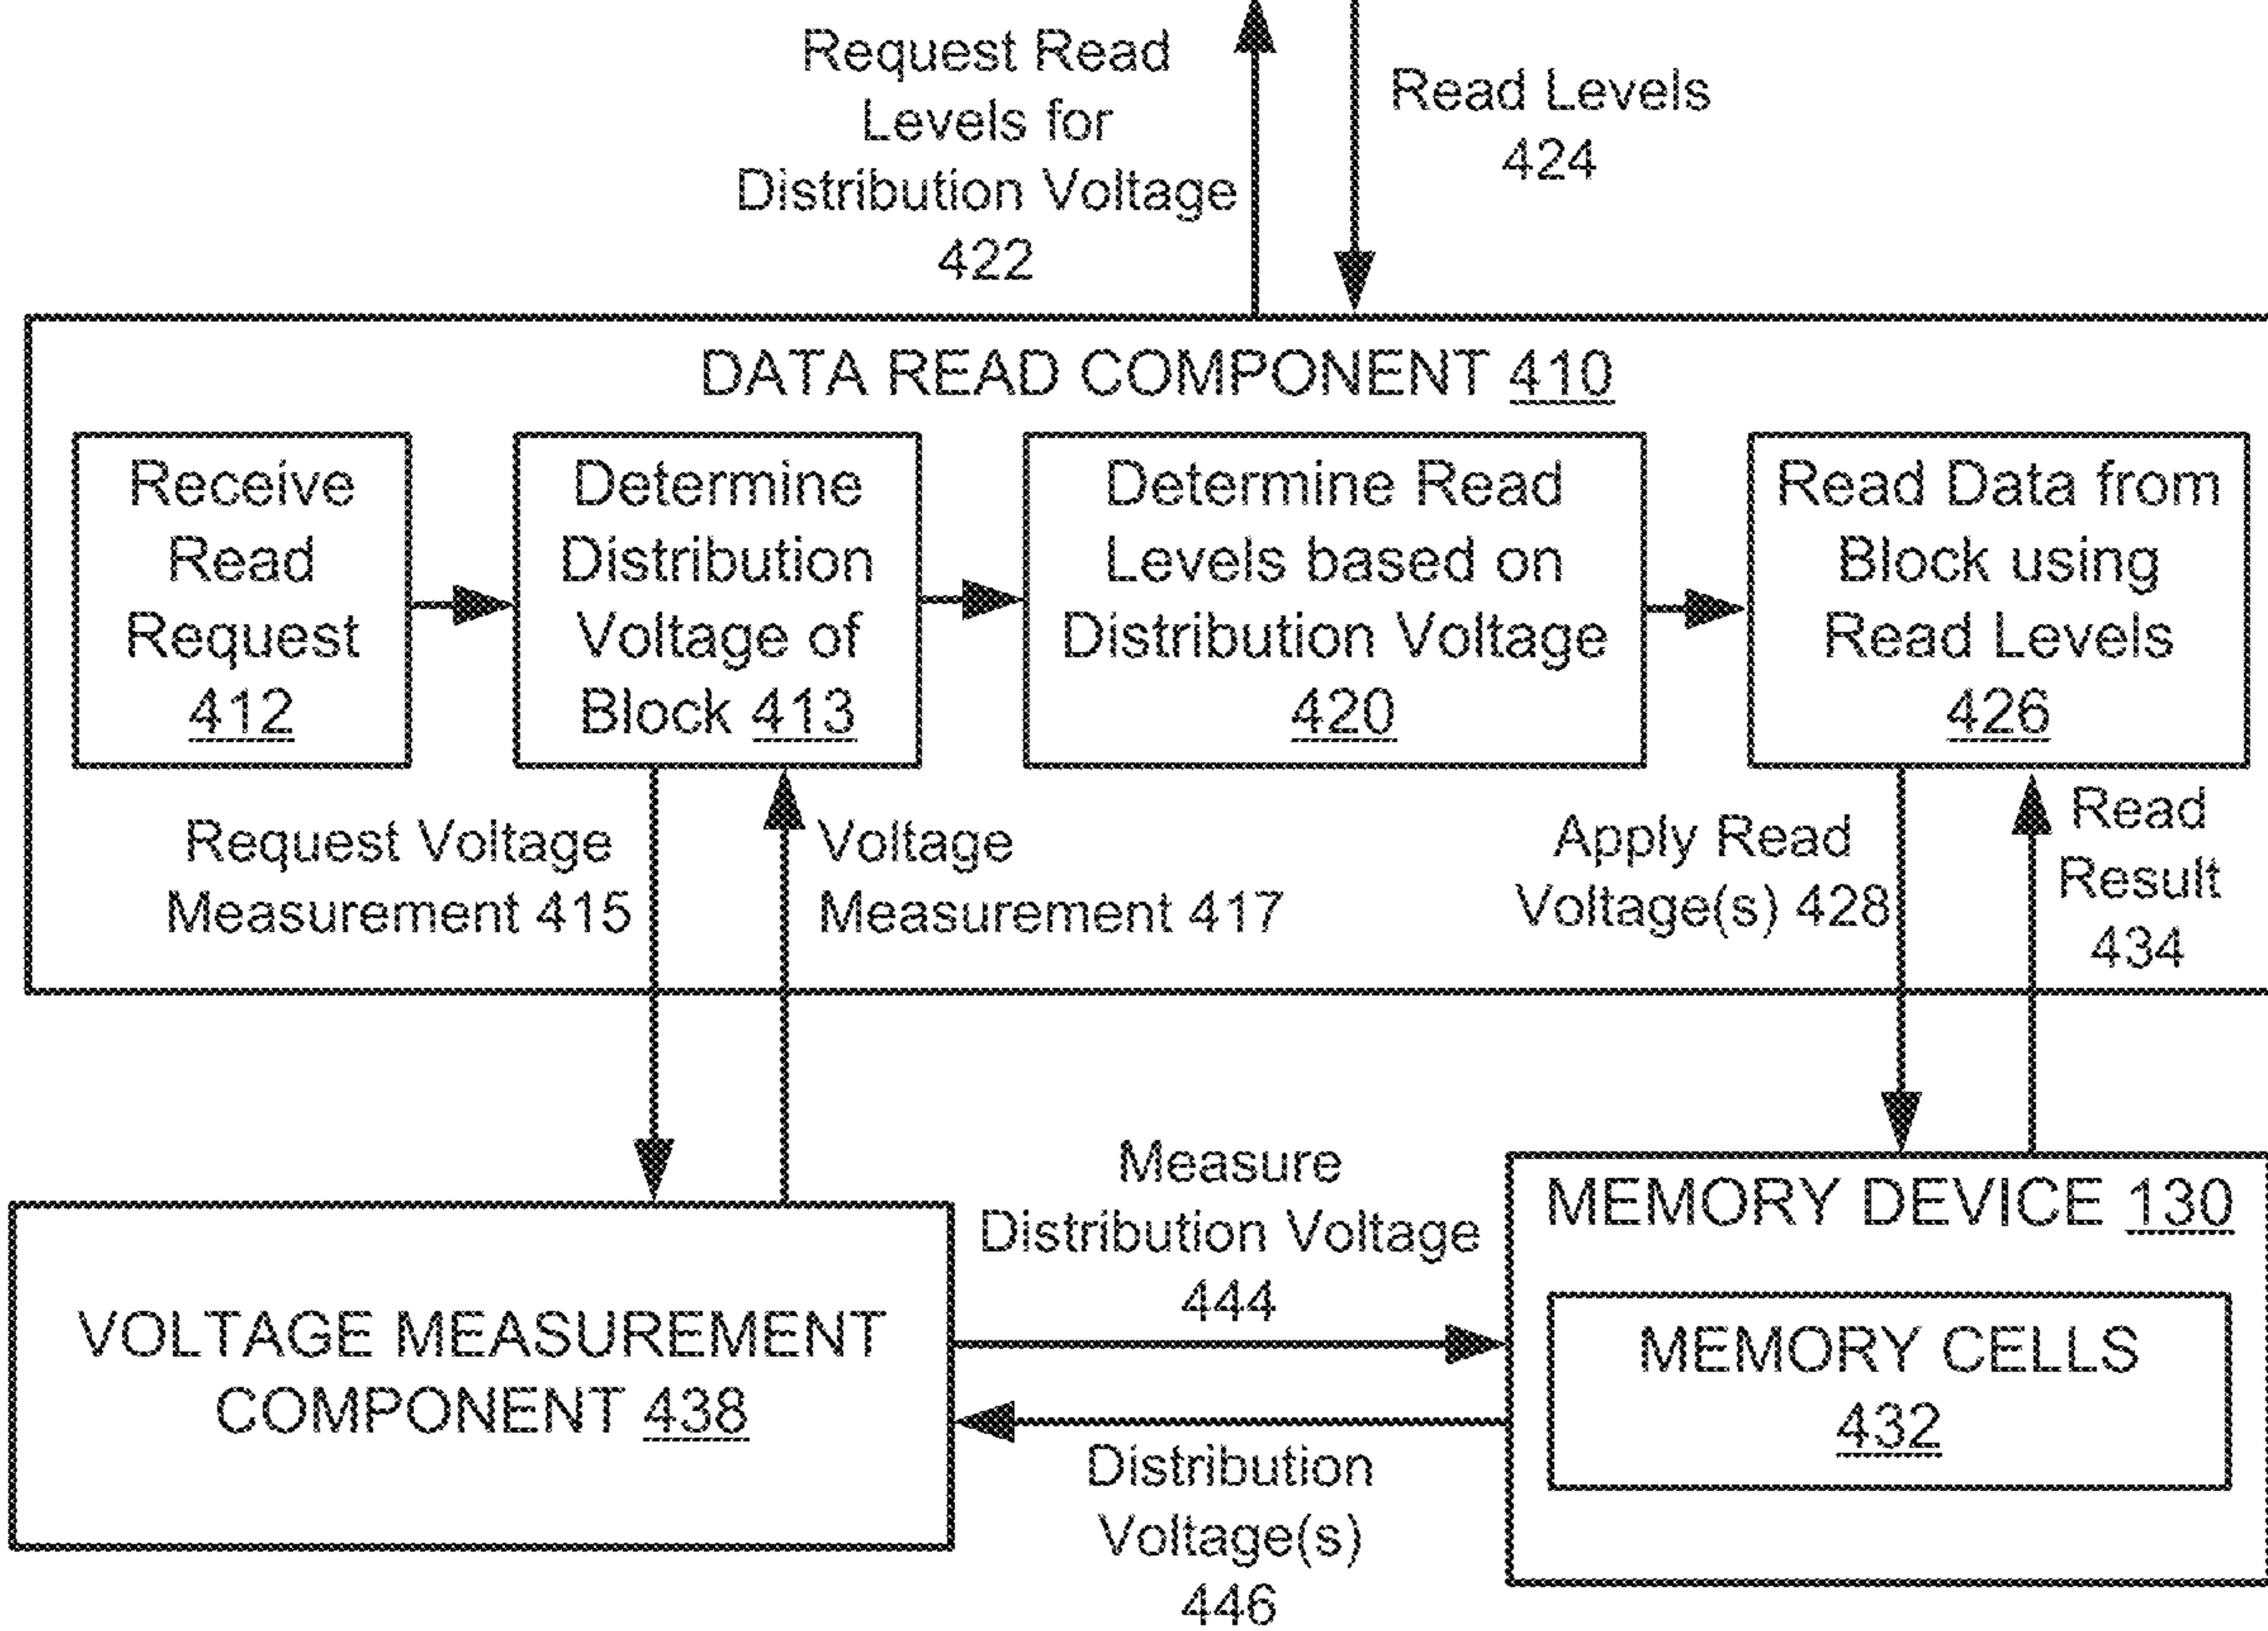 Request Read
Levels for
Distribution Voltage
422
Read Levels
424
DATA READ COMPONENT 410
Receive
Read
Request
412
Determine
Distribution
Voltage of
Block 413
Determine Read
Levels based on
Distribution Voltage
420
Read Data from
Block using
Read Levels
426
Request Voltage
Measurement 415
Voltage
Measurement 417
Apply Read
Voltage(s) 428
Read
Result
434
Measure
Distribution Voltage
444
VOLTAGE MEASUREMENT
COMPONENT 438
Distribution
Voltage(s)
446
MEMORY DEVICE 130
MEMORY CELLS
432